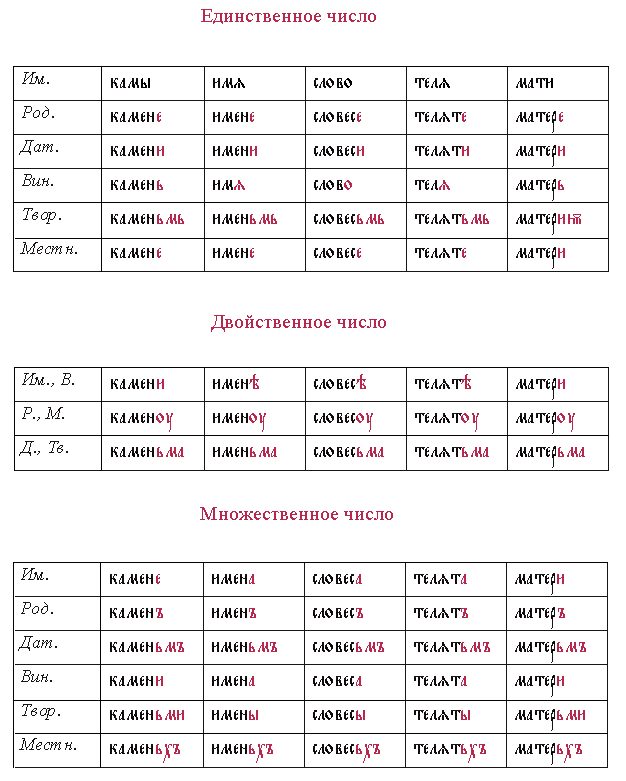 Единственное число
Им. камы имѧ слово телѧ мати
Род. камене имене словесе телѧте матере
Дат. камени имени словеси телѧти матери
Вин. камень имѧ слово телѧ матерь
Твор. каменьмь именьмь словесьмь телѧтьмь материѭ
Местн. камене имене словесе телѧте матери
Двойственное число
Им., В. камени именѣ словесѣ телѧтѣ матери
Р., М. каменоу именоу словесоу телѧтоу матероу
Д., Тв. каменьма именьма словесьма телѧтьма матерьма
Множественное число
Им. камене имена словеса телѧта матери
Род. каменъ именъ словесъ телѧтъ матеръ
Дат. каменьмъ именьмъ словесьмъ телѧтьмъ матерьмъ
Вин. камени имена словеса телѧта матери
Твор. каменьми имены словесы телѧты матерьми
Местн. каменьхъ именьхъ словесьхъ телѧтьхъ матерьхъ